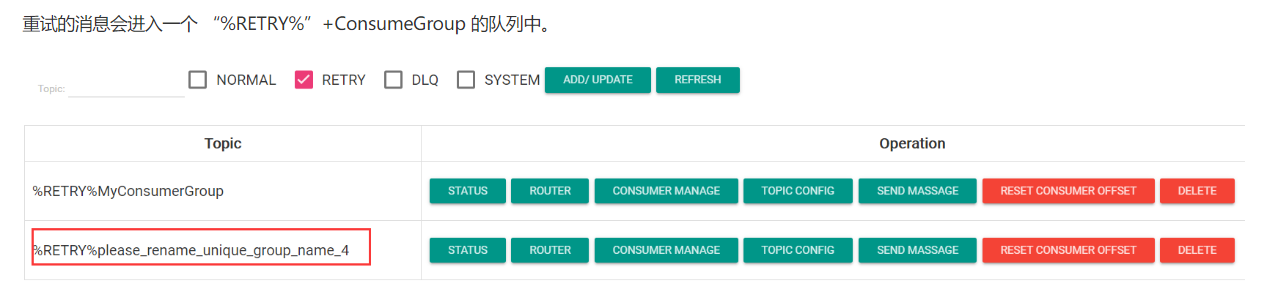 重试的消息会进入一个 “%RETRY%”+ConsumeGroup 的队列中。
Topic: NORMAL RETRY DLQ SYSTEM ADD/ UPDATE REFRESH
Topic Operation
%RETRY%MyConsumerGroup STATUS ROUTER CONSUMER MANAGE TOPIC CONFIG SEND MASSAGE RESET CONSUMER OFFSET DELETE
%RETRY%please_rename_unique_group_name_4 STATUS ROUTER CONSUMER MANAGE TOPIC CONFIG SEND MASSAGE RESET CONSUMER OFFSET DELETE